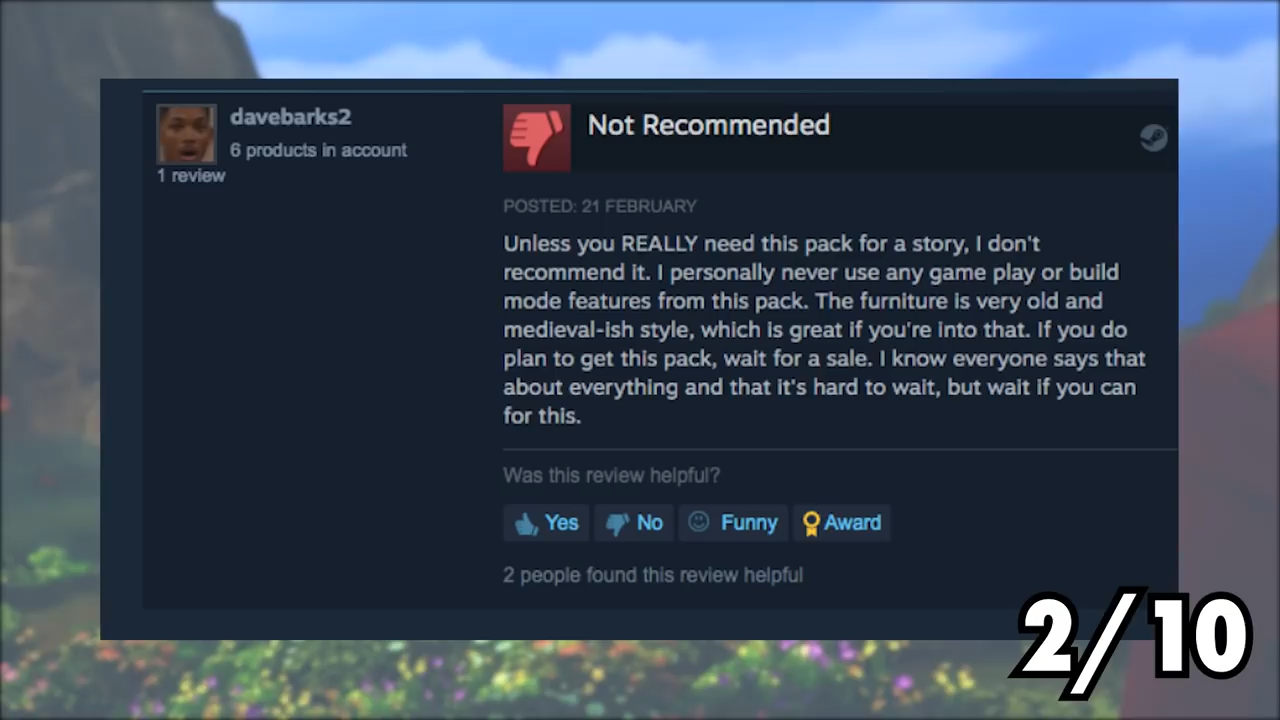 davebarks2
6 products in account
1 review
Not Recommended
POSTED: 21 FEBRUARY
Unless you REALLY need this pack for a story, I don't
recommend it. I personally never use any game play or build
mode features from this pack. The furniture is very old and
medieval-ish style, which is great if you're into that. If you do
plan to get this pack, wait for a sale. I know everyone says that
about everything and that it's hard to wait, but wait if you can
for this.
Was this review helpful?
Yes No Funny Award
2 people found this review helpful
2/10